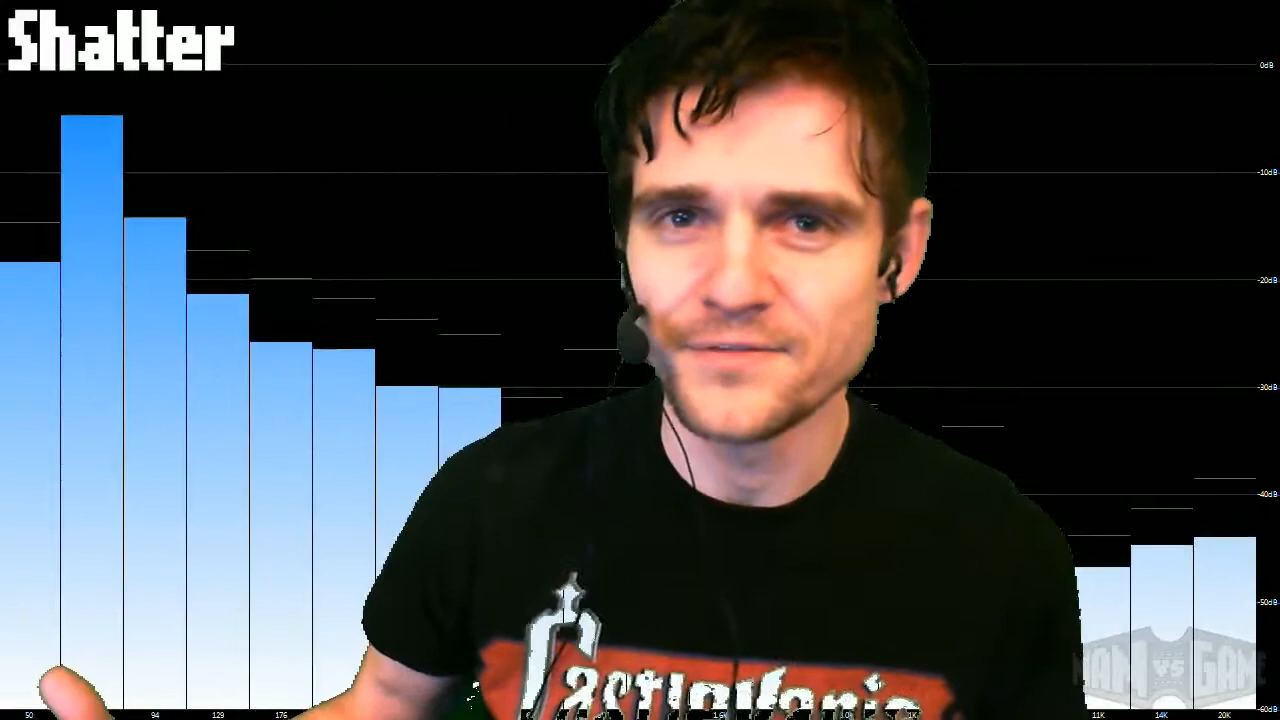 Shatter
0dB
-10dB
-20dB
-30dB
-40dB
-50dB
-60dB
Castlevania
MAN VS GAME
50
94
129
176
11K
14K
20K